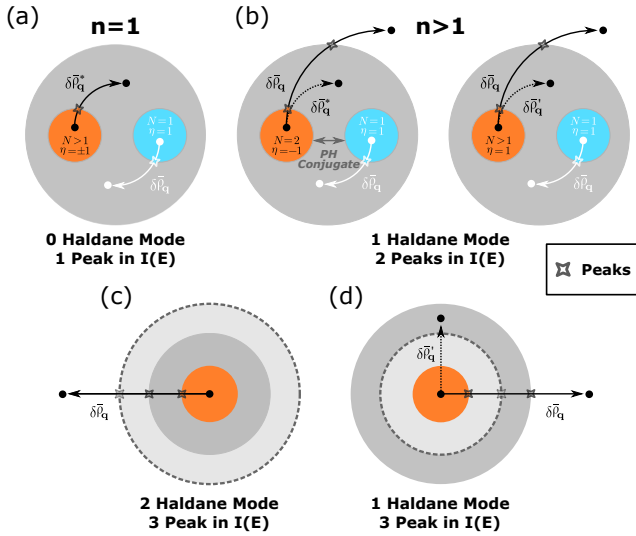 (a)
n=1
(b)
n>1
δρ̄*q
N>1
η=±1
N=1
η=1
δρ̄q
0 Haldane Mode
1 Peak in I(E)
δρ̄q
δρ̄*q
N=2
η=−1
PH
Conjugate
N=1
η=1
δρ̄q
δρ̄q
δρ̄'q
N>1
η=1
N=1
η=1
δρ̄q
1 Haldane Mode
2 Peaks in I(E)
Peaks
(c)
δρ̄q
2 Haldane Mode
3 Peak in I(E)
(d)
δρ̄'q
δρ̄q
1 Haldane Mode
3 Peak in I(E)